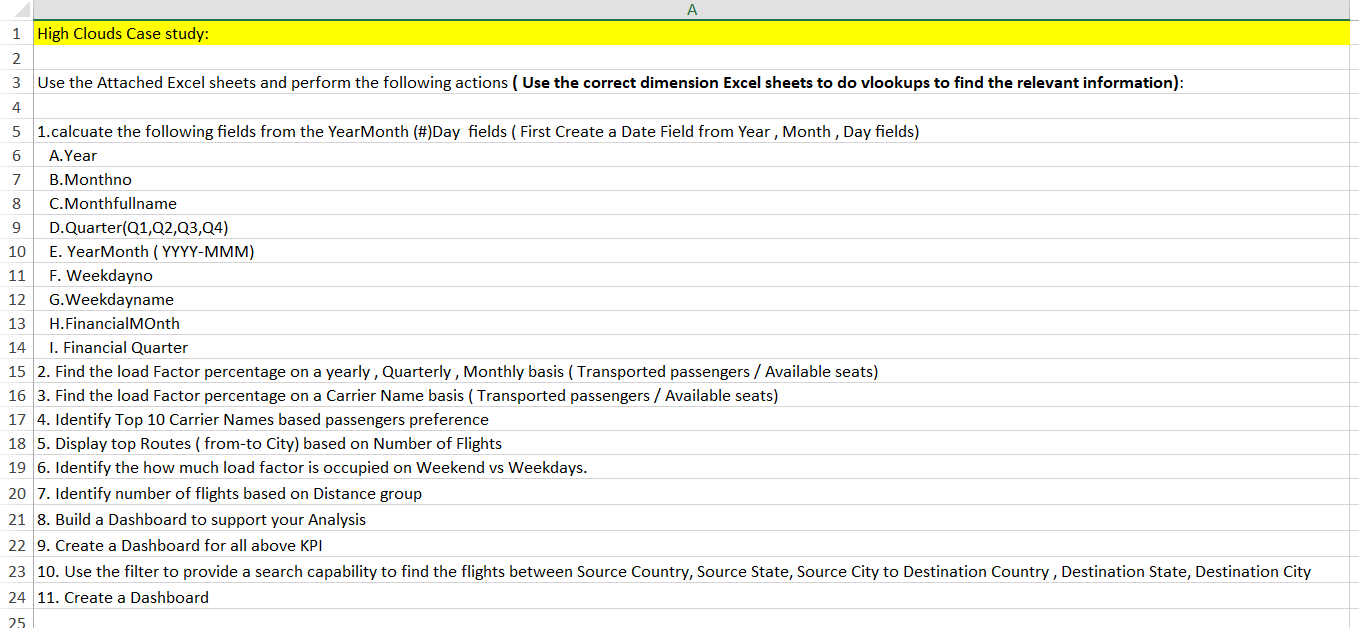 A
1 High Clouds Case study:
2
3 Use the Attached Excel sheets and perform the following actions ( Use the correct dimension Excel sheets to do vlookups to find the relevant information):
4
5 1.calcuate the following fields from the YearMonth (#)Day  fields ( First Create a Date Field from Year , Month , Day fields)
6 A.Year
7 B.Monthno
8 C.Monthfullname
9 D.Quarter(Q1,Q2,Q3,Q4)
10 E. YearMonth ( YYYY-MMM)
11 F. Weekdayno
12 G.Weekdayname
13 H.FinancialMOnth
14 I. Financial Quarter
15 2. Find the load Factor percentage on a yearly , Quarterly , Monthly basis ( Transported passengers / Available seats)
16 3. Find the load Factor percentage on a Carrier Name basis ( Transported passengers / Available seats)
17 4. Identify Top 10 Carrier Names based passengers preference
18 5. Display top Routes ( from-to City) based on Number of Flights
19 6. Identify the how much load factor is occupied on Weekend vs Weekdays.
20 7. Identify number of flights based on Distance group
21 8. Build a Dashboard to support your Analysis
22 9. Create a Dashboard for all above KPI
23 10. Use the filter to provide a search capability to find the flights between Source Country, Source State, Source City to Destination Country , Destination State, Destination City
24 11. Create a Dashboard
25